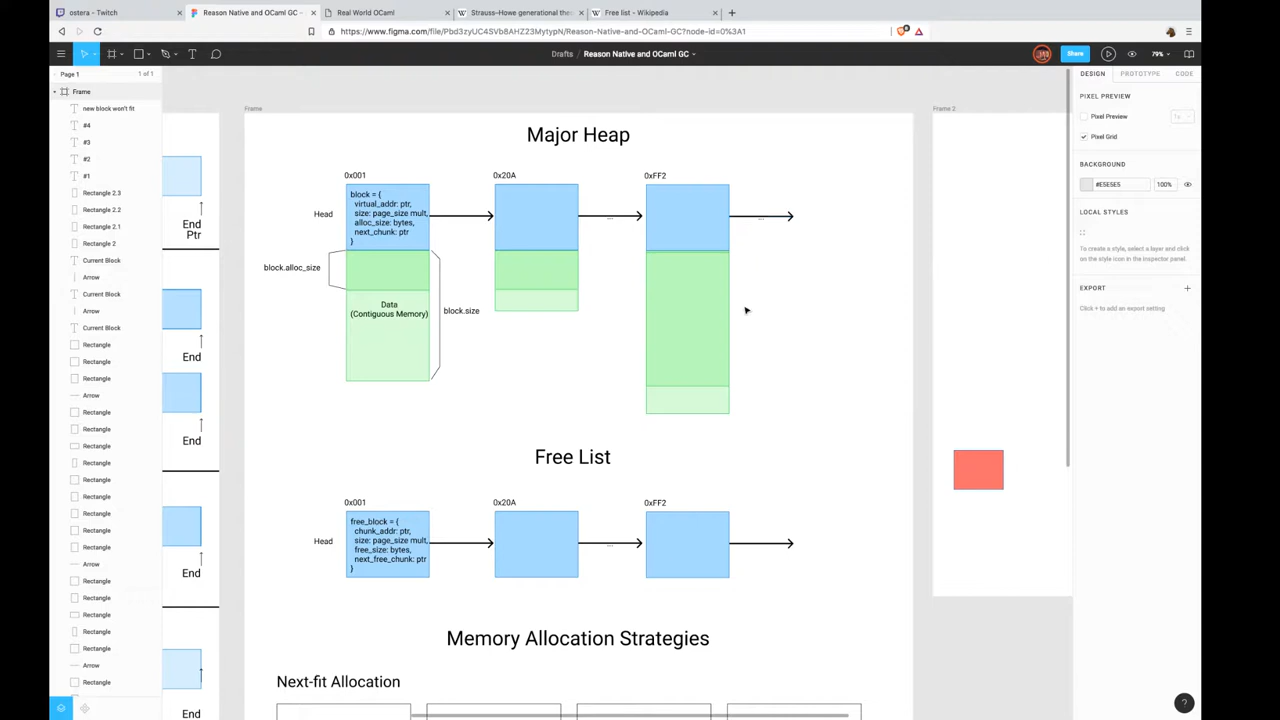 ostera - Twitch
Reason Native and OCaml GC -
Real World OCaml
Strauss–Howe generational the
Free list - Wikipedia
https://www.figma.com/file/Pbd3zyUC4SVb8AHZ23MytypN/Reason-Native-and-OCaml-GC?node-id=0%3A1
Drafts / Reason Native and OCaml GC
Share
79%
Page 1
1 of 1
Frame
new block won't fit
#4
#3
#2
#1
Rectangle 2.3
Rectangle 2.2
Rectangle 2.1
Rectangle 2
Current Block
Arrow
Current Block
Arrow
Current Block
Rectangle
Rectangle
Rectangle
Arrow
Rectangle
Rectangle
Rectangle
Rectangle
Rectangle
Rectangle
Rectangle
Rectangle
Rectangle
Arrow
Rectangle
Rectangle
Rectangle
Rectangle
Rectangle
Arrow
Rectangle
End
Ptr
End
End
End
End
Frame
Major Heap
0x001
0x20A
0xFF2
Head
block = {
virtual_addr: ptr,
size: page_size mult,
alloc_size: bytes,
next_chunk: ptr
}
...
...
block.alloc_size
Data
(Contiguous Memory)
block.size
Free List
0x001
0x20A
0xFF2
Head
free_block = {
chunk_addr: ptr,
size: page_size mult,
free_size: bytes,
next_free_chunk: ptr
}
...
Memory Allocation Strategies
Next-fit Allocation
Frame 2
DESIGN
PROTOTYPE
CODE
PIXEL PREVIEW
Pixel Preview
1x
Pixel Grid
BACKGROUND
#E5E5E5
100%
LOCAL STYLES
To create a style, select a layer and click
on the style icon in the inspector panel.
EXPORT
Click + to add an export setting
?